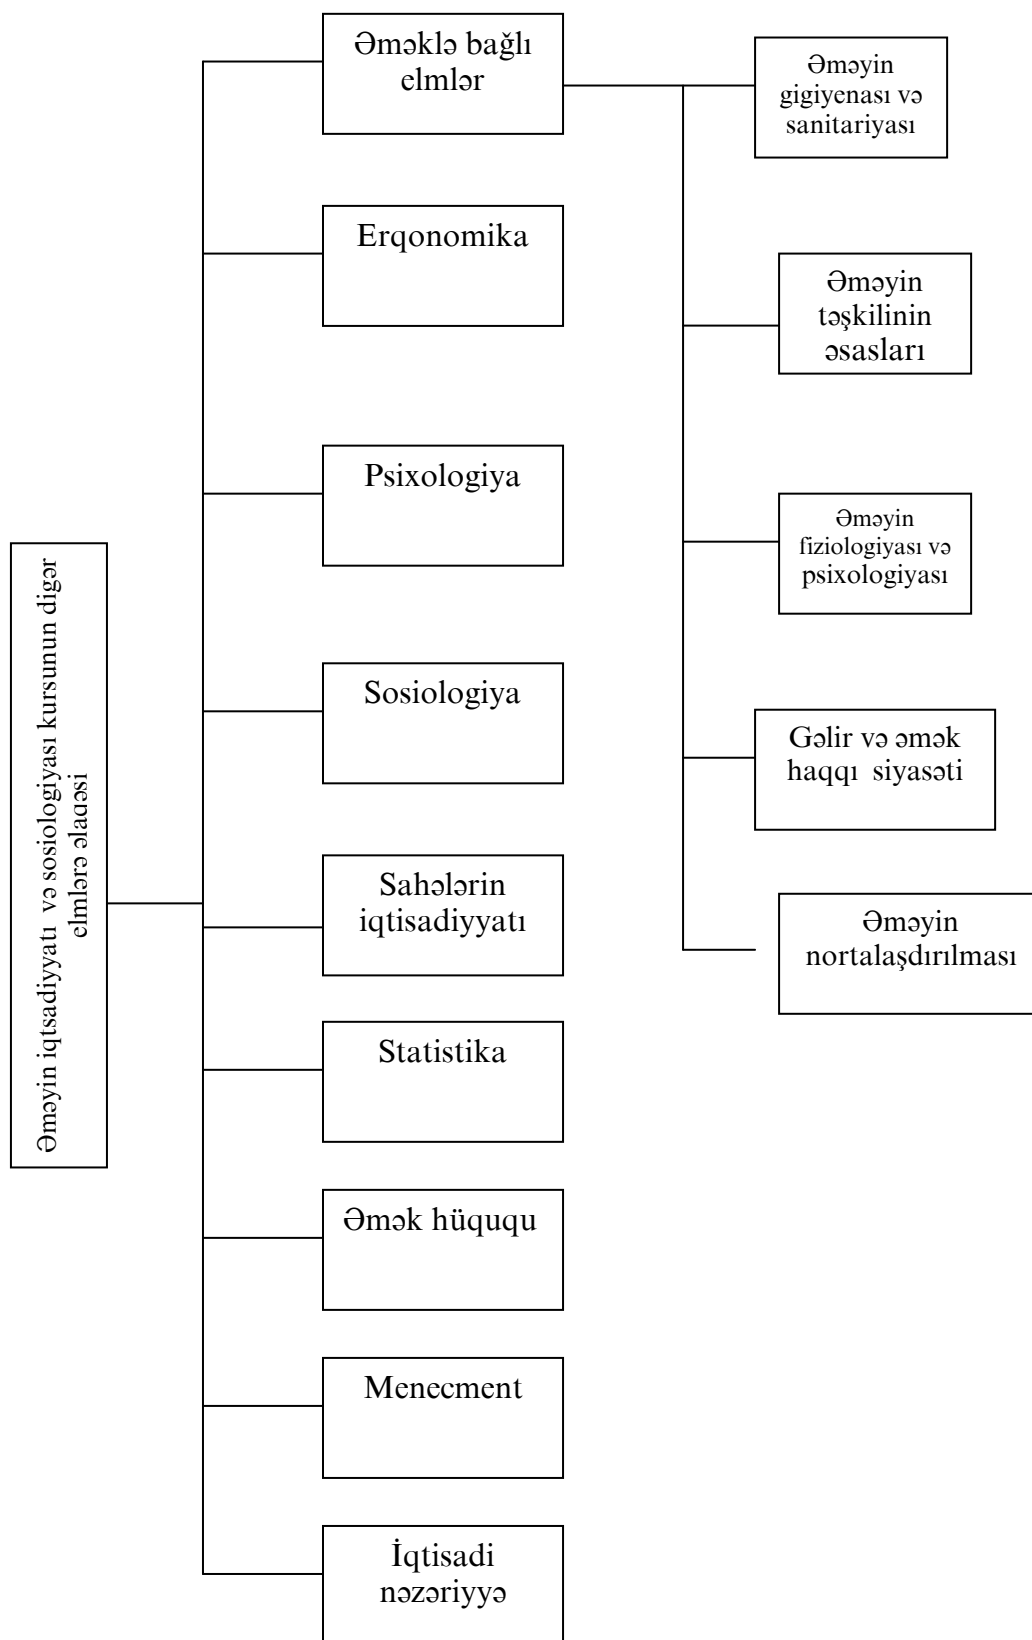 Əməyin iqtsadiyyatı və sosiologiyası kursunun digər
elmlərə əlaqəsi
Əməklə bağlı
elmlər
Erqonomika
Psixologiya
Sosiologiya
Sahələrin
iqtisadiyyatı
Statistika
Əmək hüququ
Menecment
İqtisadi
nəzəriyyə
Əməyin
gigiyenası və
sanitariyası
Əməyin
təşkilinin
əsasları
Əməyin
fiziologiyası və
psixologiyası
Gəlir və əmək
haqqı siyasəti
Əməyin
nortalaşdırılması